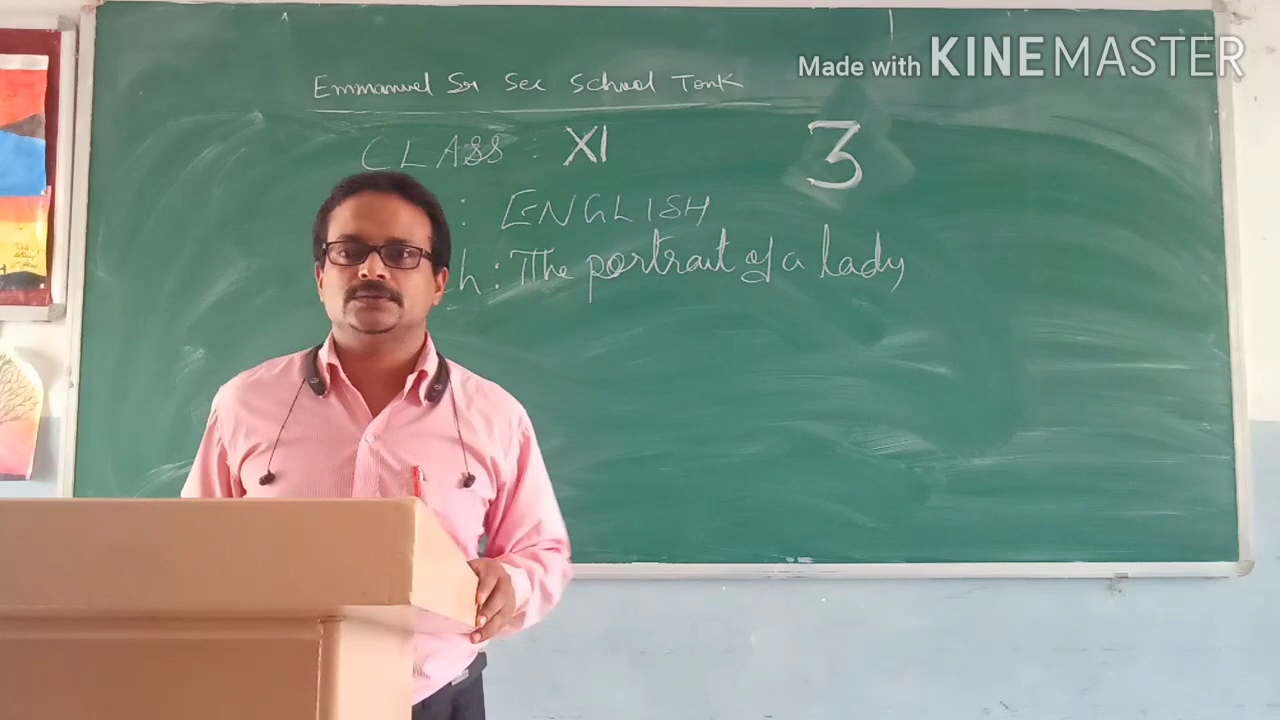 Made with KINEMASTER
Emmanuel Sr Sec School Tonk
CLASS : XI
3
: ENGLISH
h : The portrait of a lady